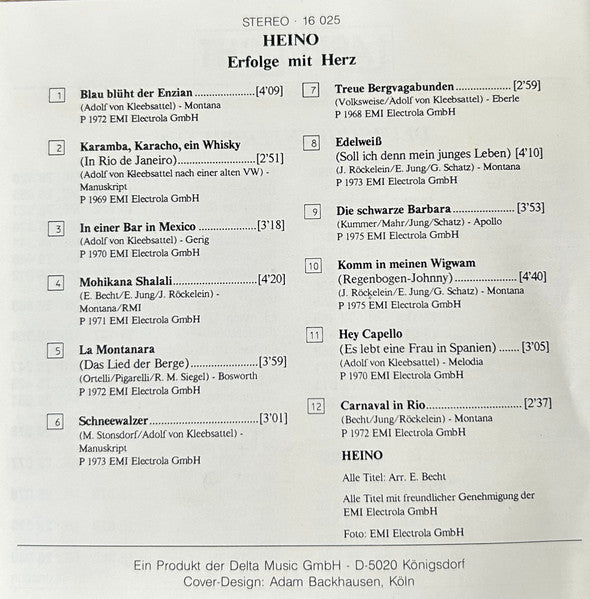 STEREO · 16 025
HEINO
Erfolge mit Herz
1 Blau blüht der Enzian ..................... [4'09]
(Adolf von Kleebsattel) - Montana
P 1972 EMI Electrola GmbH
2 Karamba, Karacho, ein Whisky
(In Rio de Janeiro) ........................... [2'51]
(Adolf von Kleebsattel nach einer alten VW) -
Manuskript
P 1969 EMI Electrola GmbH
3 In einer Bar in Mexico .................... [3'18]
(Adolf von Kleebsattel) - Gerig
P 1970 EMI Electrola GmbH
4 Mohikana Shalali ............................. [4'20]
(E. Becht/E. Jung/J. Röckelein) -
Montana/RMI
P 1971 EMI Electrola GmbH
5 La Montanara
(Das Lied der Berge) ........................ [3'59]
(Ortelli/Pigarelli/R. M. Siegel) - Bosworth
P 1972 EMI Electrola GmbH
6 Schneewalzer .................................... [3'01]
(M. Stonsdorf/Adolf von Kleebsattel) -
Manuskript
P 1973 EMI Electrola GmbH
7 Treue Bergvagabunden ................... [2'59]
(Volksweise/Adolf von Kleebsattel) - Eberle
P 1968 EMI Electrola GmbH
8 Edelweiß
(Soll ich denn mein junges Leben) [4'10]
(J. Röckelein/E. Jung/G. Schatz) - Montana
P 1973 EMI Electrola GmbH
9 Die schwarze Barbara ...................... [3'53]
(Kummer/Mahr/Jung/Schatz) - Apollo
P 1975 EMI Electrola GmbH
10 Komm in meinen Wigwam
(Regenbogen-Johnny) ...................... [4'40]
(J. Röckelein/E. Jung/G. Schatz) - Montana
P 1975 EMI Electrola GmbH
11 Hey Capello
(Es lebt eine Frau in Spanien) ....... [3'05]
(Adolf von Kleebsattel) - Melodia
P 1970 EMI Electrola GmbH
12 Carnaval in Rio ................................. [2'37]
(Becht/Jung/Röckelein) - Montana
P 1972 EMI Electrola GmbH
HEINO
Alle Titel: Arr. E. Becht
Alle Titel mit freundlicher Genehmigung der
EMI Electrola GmbH
Foto: EMI Electrola GmbH
Ein Produkt der Delta Music GmbH · D-5020 Königsdorf
Cover-Design: Adam Backhausen, Köln